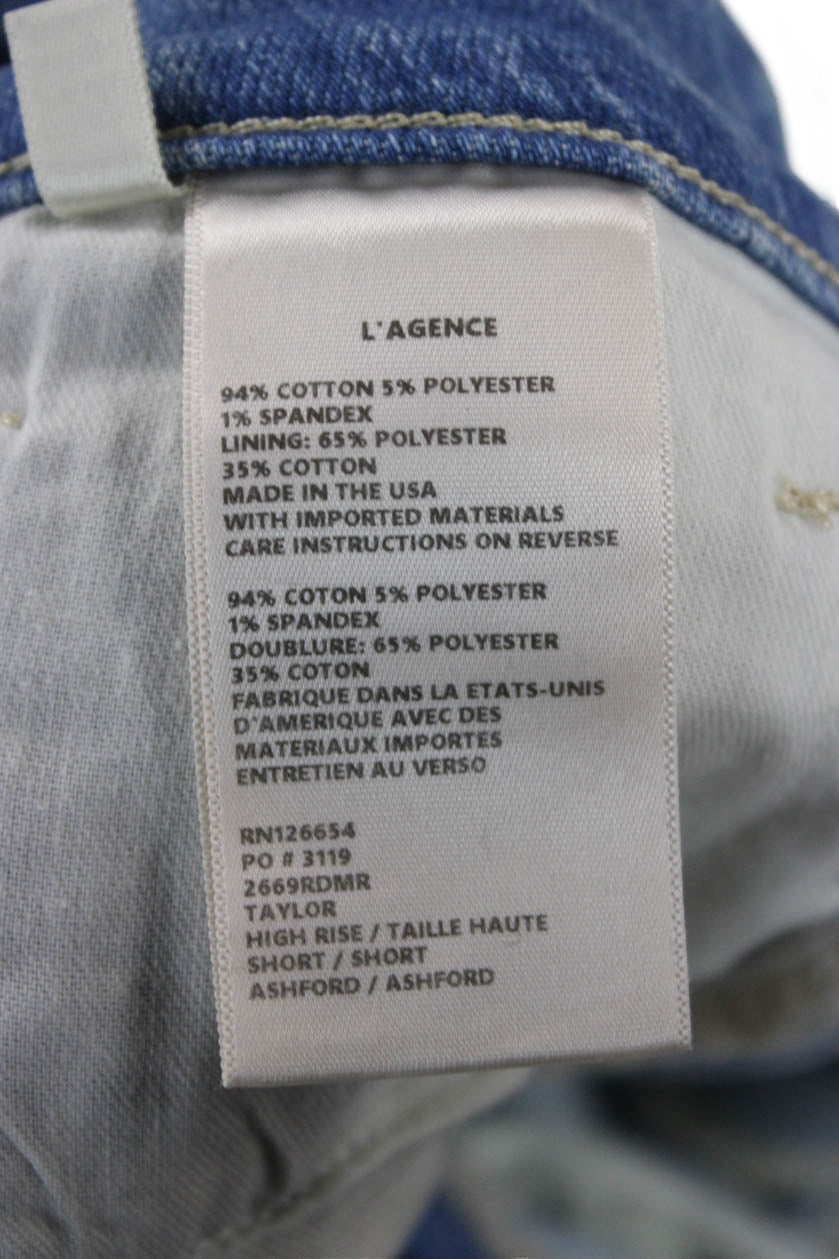 L'AGENCE
94% COTTON 5% POLYESTER
1% SPANDEX
LINING: 65% POLYESTER
35% COTTON
MADE IN THE USA
WITH IMPORTED MATERIALS
CARE INSTRUCTIONS ON REVERSE
94% COTON 5% POLYESTER
1% SPANDEX
DOUBLURE: 65% POLYESTER
35% COTON
FABRIQUE DANS LA ETATS-UNIS
D'AMERIQUE AVEC DES
MATERIAUX IMPORTES
ENTRETIEN AU VERSO
RN126654
PO # 3119
2669RDMR
TAYLOR
HIGH RISE / TAILLE HAUTE
SHORT / SHORT
ASHFORD / ASHFORD